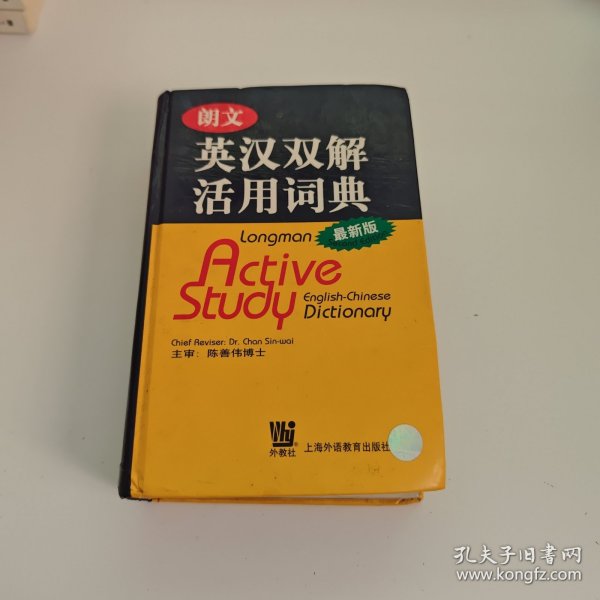 朗文
英汉双解
活用词典
Longman
最新版
Active
Study
English-Chinese
Dictionary
Chief Reviser: Dr. Chan Sin-wai
主审：陈善伟博士
外教社
上海外语教育出版社
孔夫子旧书网
www.kongfz.com